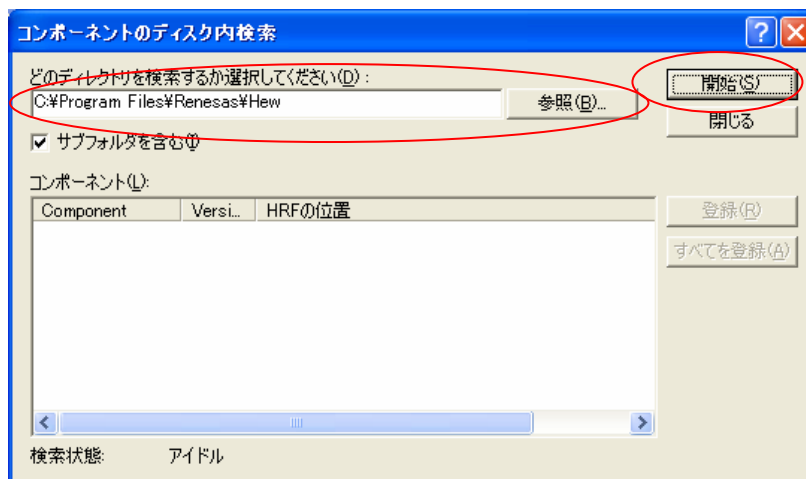 コンポーネントのディスク内検索
どのディレクトリを検索するか選択してください(D) :
C:¥Program Files¥Renesas¥Hew
参照(B)...
開始(S)
閉じる
サブフォルダを含む(I)
コンポーネント(L):
Component Versi... HRFの位置
登録(R)
すべてを登録(A)
検索状態: アイドル